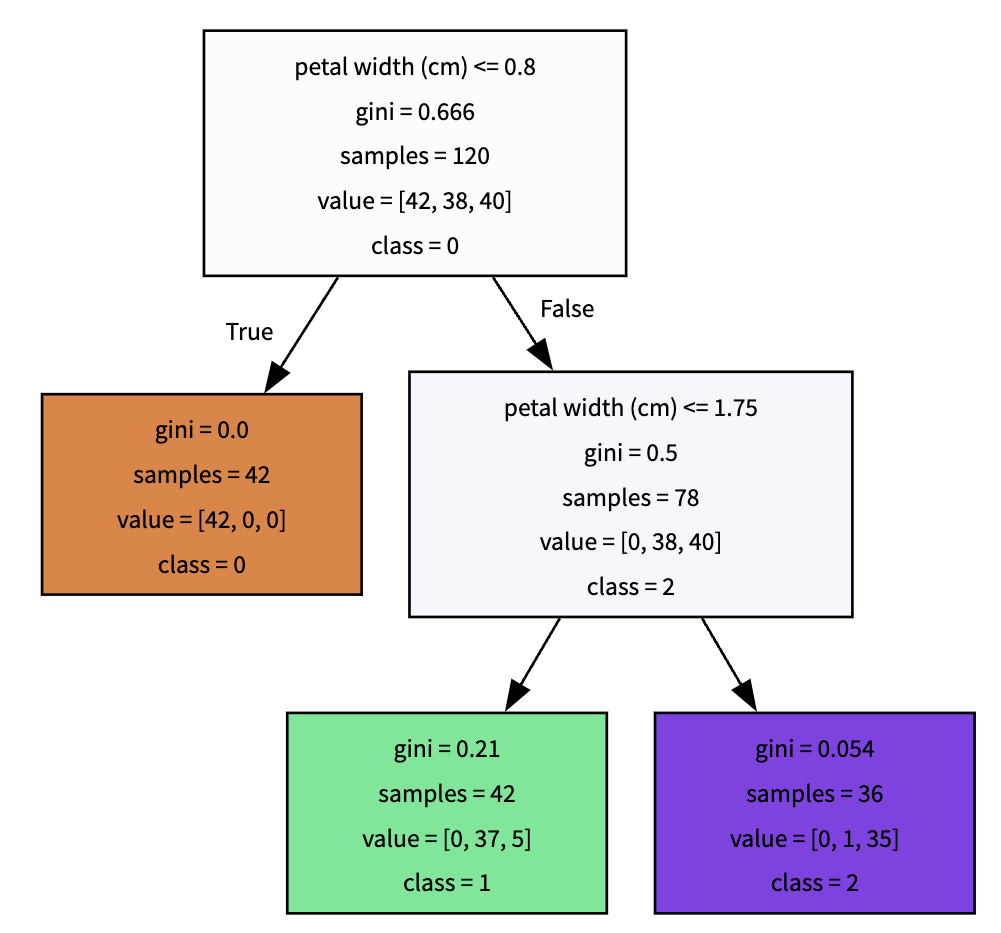 petal width (cm) <= 0.8
gini = 0.666
samples = 120
value = [42, 38, 40]
class = 0
True
False
gini = 0.0
samples = 42
value = [42, 0, 0]
class = 0
petal width (cm) <= 1.75
gini = 0.5
samples = 78
value = [0, 38, 40]
class = 2
gini = 0.21
samples = 42
value = [0, 37, 5]
class = 1
gini = 0.054
samples = 36
value = [0, 1, 35]
class = 2